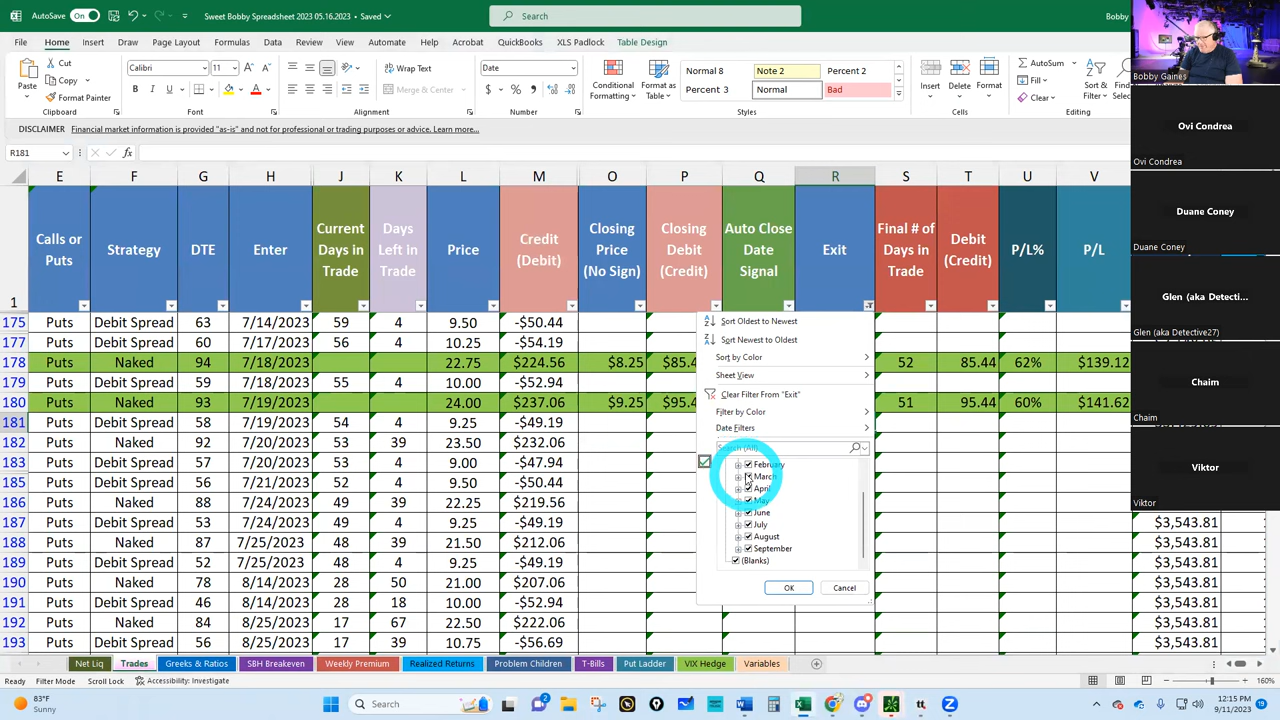 AutoSave On
Sweet Bobby Spreadsheet 2023 05.16.2023 • Saved
Search
Bobby
File Home Insert Draw Page Layout Formulas Data Review View Automate Help Acrobat QuickBooks XLS Padlock Table Design
Paste
Cut
Copy
Format Painter
Clipboard
Calibri 11
B I U
Font
Wrap Text
Merge & Center
Alignment
Date
$ %
Number
Conditional Formatting
Format as Table
Normal 8 Note 2 Percent 2
Percent 3 Normal Bad
Styles
Insert Delete Format
Cells
AutoSum
Fill
Clear
Sort & Filter
Editing
DISCLAIMER Financial market information is provided "as-is" and not for professional or trading purposes or advice. Learn more...
R181 fx
E F G H J K L M O P Q R S T U V
1 Calls or Puts Strategy DTE Enter Current Days in Trade Days Left in Trade Price Credit (Debit) Closing Price (No Sign) Closing Debit (Credit) Auto Close Date Signal Exit Final # of Days in Trade Debit (Credit) P/L% P/L
175 Puts Debit Spread 63 7/14/2023 59 4 9.50 -$50.44
177 Puts Debit Spread 60 7/17/2023 56 4 10.25 -$54.19
178 Puts Naked 94 7/17/2023 22.75 $224.56 $8.25 $85.4 52 85.44 62% $139.12
179 Puts Debit Spread 59 7/18/2023 55 4 10.00 -$52.94
180 Puts Naked 93 7/18/2023 24.00 $237.06 $9.25 $95.4 51 95.44 60% $141.62
181 Puts Debit Spread 58 7/19/2023 54 4 9.25 -$49.19
182 Puts Naked 92 7/20/2023 53 39 23.50 $232.06
183 Puts Debit Spread 57 7/20/2023 53 4 9.00 -$47.94
185 Puts Debit Spread 56 7/21/2023 52 4 9.50 -$50.44
186 Puts Naked 88 7/24/2023 49 39 22.25 $219.56 $3,543.81
187 Puts Debit Spread 53 7/24/2023 49 4 9.25 -$49.19 $3,543.81
188 Puts Naked 87 7/25/2023 48 39 21.50 $212.06 $3,543.81
189 Puts Debit Spread 52 7/25/2023 48 4 9.25 -$49.19 $3,543.81
190 Puts Naked 78 8/14/2023 28 50 21.00 $207.06 $3,543.81
191 Puts Debit Spread 46 8/14/2023 28 18 10.00 -$52.94 $3,543.81
192 Puts Naked 84 8/25/2023 17 67 22.50 $222.06 $3,543.81
193 Puts Debit Spread 56 8/25/2023 17 39 10.75 -$56.69 $3,543.81
Sort Oldest to Newest
Sort Newest to Oldest
Sort by Color
Sheet View
Clear Filter From "Exit"
Filter by Color
Date Filters
Search (All)
February
March
April
May
June
July
August
September
(Blanks)
OK Cancel
Bobby Gaines
Ovi Condrea
Ovi Condrea
Duane Coney
Duane Coney
Glen (aka Detecti...
Glen (aka Detective27)
Chaim
Chaim
Viktor
Viktor
Net Liq Trades Greeks & Ratios SBH Breakeven Weekly Premium Realized Returns Problem Children T-Bills Put Ladder VIX Hedge Variables
Ready Filter Mode Scroll Lock Accessibility: Investigate 160%
83°F
Sunny
Search
12:15 PM
9/11/2023